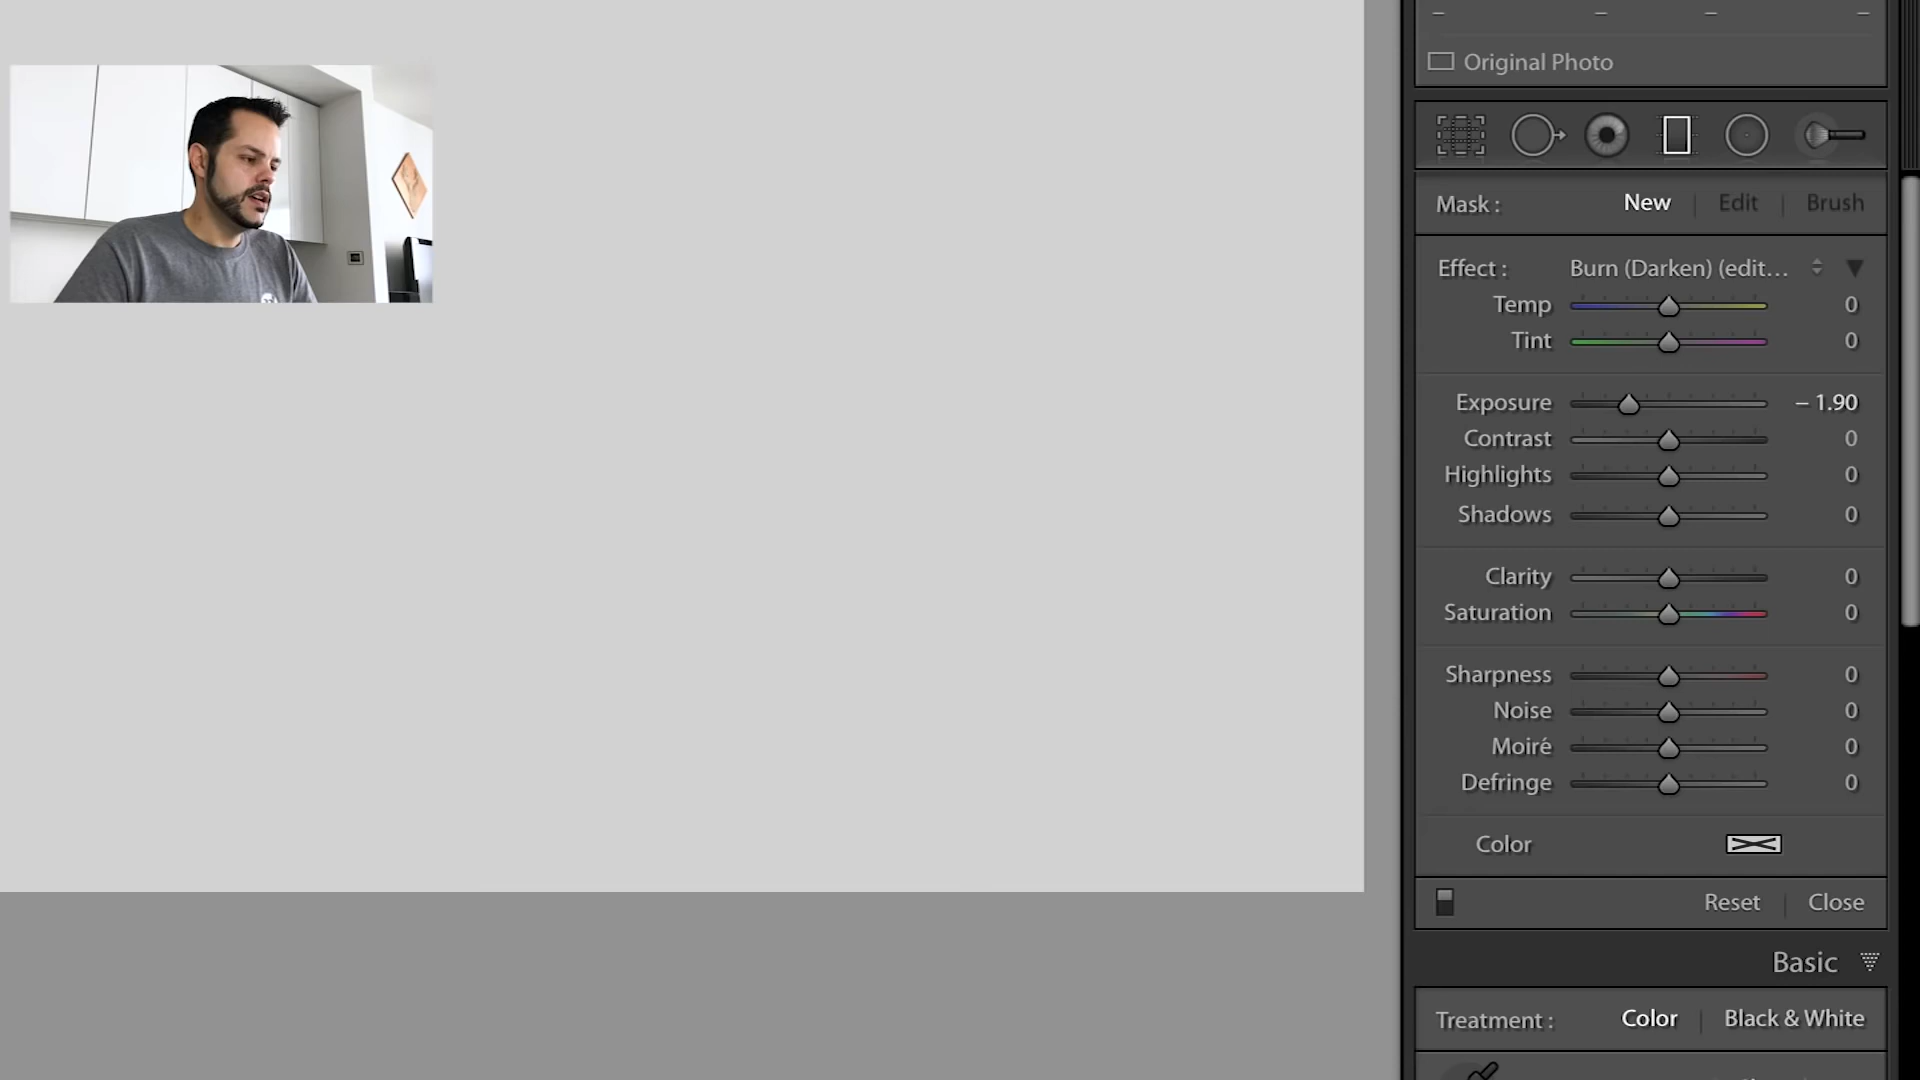 Original Photo
Mask : New | Edit | Brush
Effect : Burn (Darken) (edit...
Temp 0
Tint 0
Exposure – 1.90
Contrast 0
Highlights 0
Shadows 0
Clarity 0
Saturation 0
Sharpness 0
Noise 0
Moiré 0
Defringe 0
Color
Reset | Close
Basic
Treatment : Color | Black & White